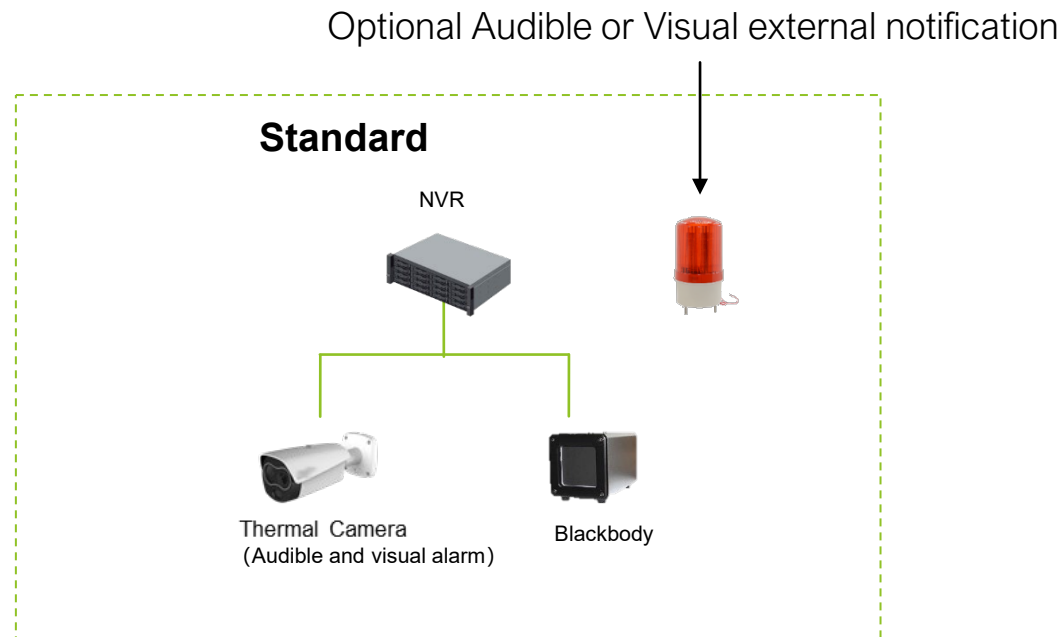 Optional Audible or Visual external notification
Standard
NVR
Thermal Camera
(Audible and visual alarm)
Blackbody